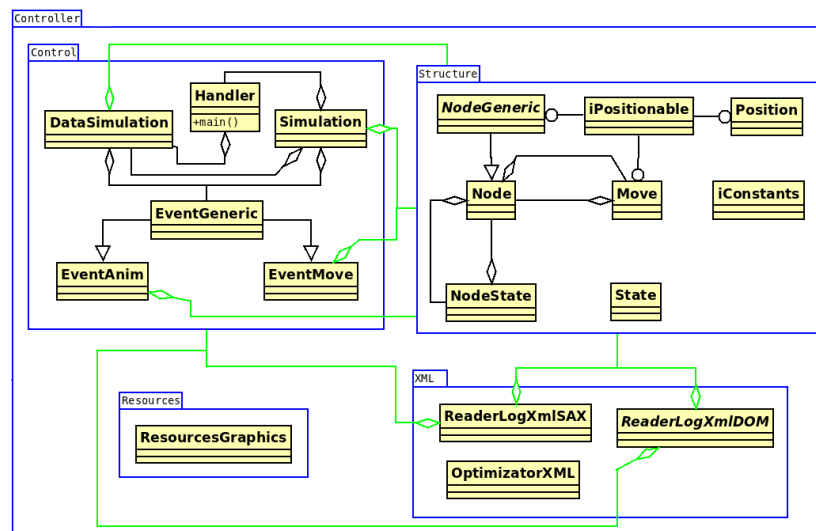 Controller
Control
Structure
Handler
+main()
DataSimulation
Simulation
NodeGeneric
iPositionable
Position
EventGeneric
Node
Move
iConstants
EventAnim
EventMove
NodeState
State
XML
Resources
ReaderLogXmlSAX
ReaderLogXmlDOM
ResourcesGraphics
OptimizatorXML